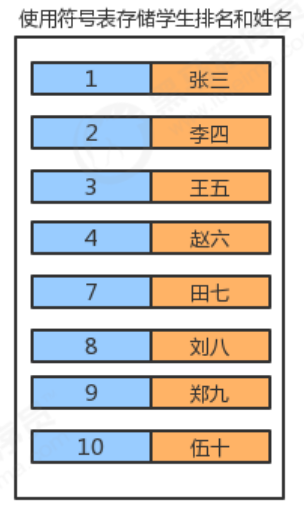 使用符号表存储学生排名和姓名
1 张三
2 李四
3 王五
4 赵六
7 田七
8 刘八
9 郑九
10 伍十